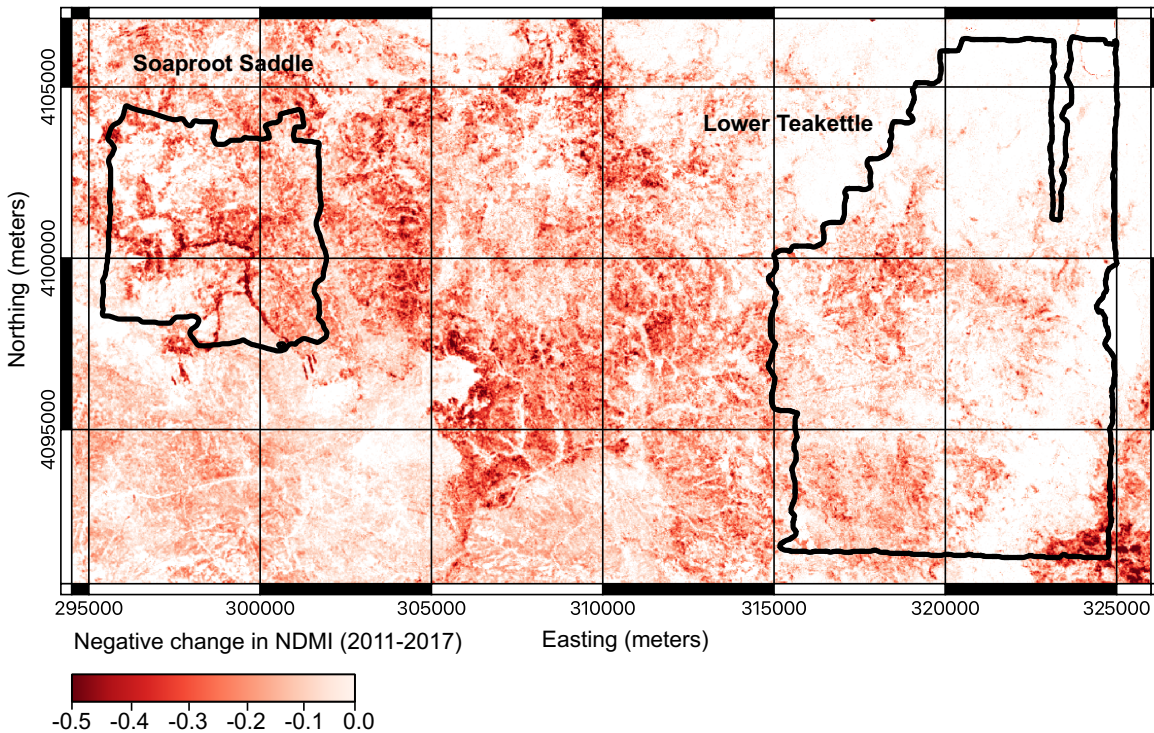 Soaproot Saddle
Lower Teakettle
Northing (meters)
4105000
4100000
4095000
295000 300000 305000 310000 315000 320000 325000
Easting (meters)
Negative change in NDMI (2011-2017)
-0.5 -0.4 -0.3 -0.2 -0.1 0.0